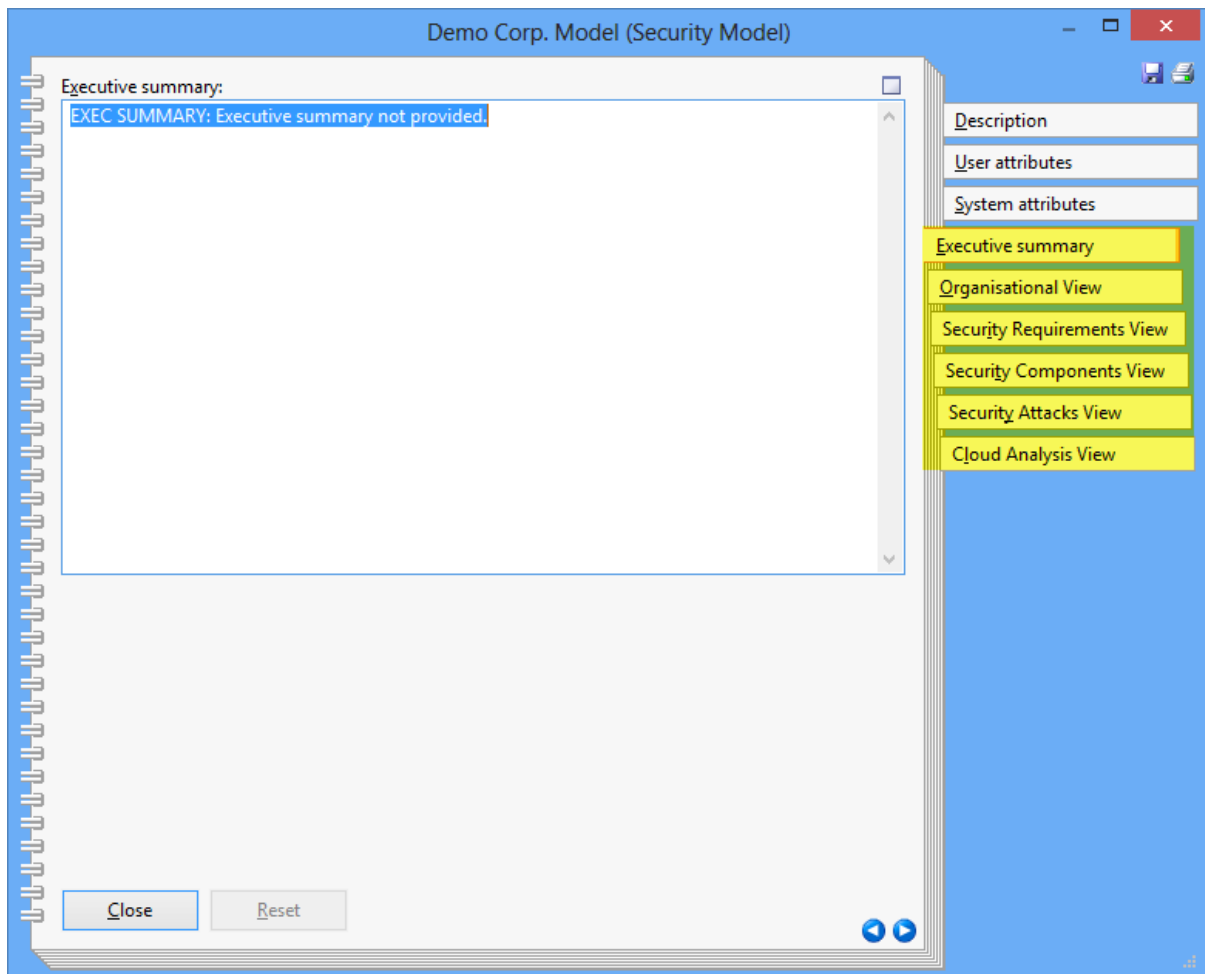 Demo Corp. Model (Security Model)
Executive summary:
EXEC SUMMARY: Executive summary not provided.
Description
User attributes
System attributes
Executive summary
Organisational View
Security Requirements View
Security Components View
Security Attacks View
Cloud Analysis View
Close
Reset